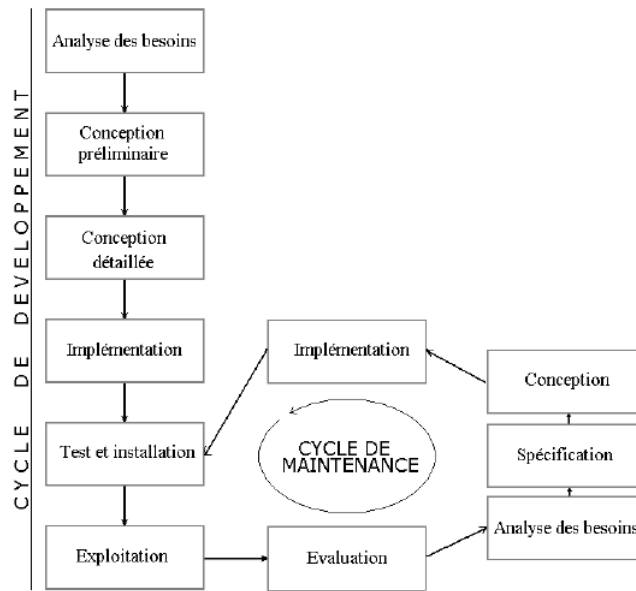 CYCLE DE DEVELOPPEMENT
Analyse des besoins
Conception
préliminaire
Conception
détaillée
Implémentation
Test et installation
Exploitation
Implémentation
CYCLE DE
MAINTENANCE
Evaluation
Conception
Spécification
Analyse des besoins